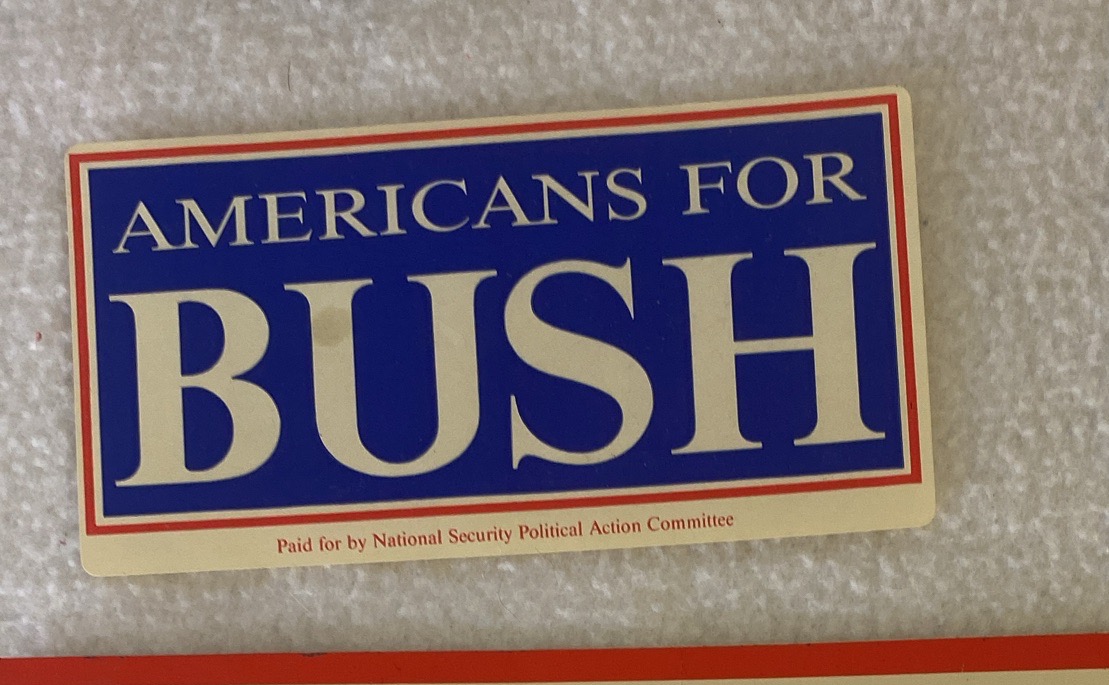 AMERICANS FOR
BUSH
Paid for by National Security Political Action Committee